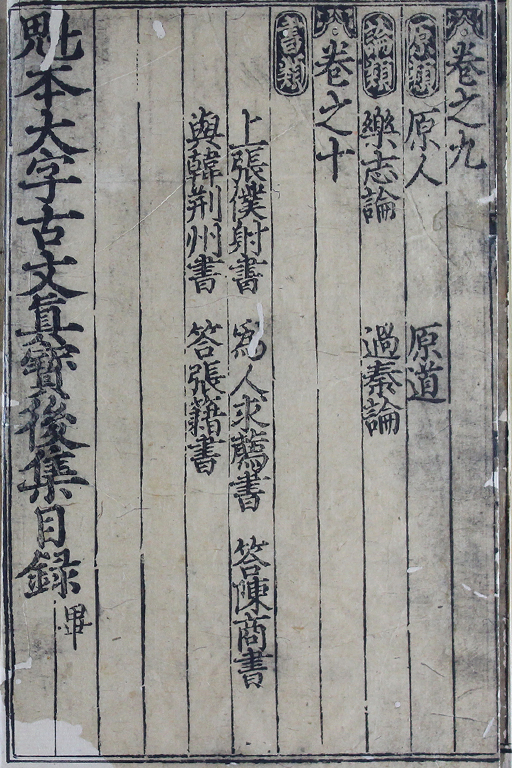 卷之九
原類 原人 原道
論類 樂志論 過秦論
卷之十
書類
上張僕射書 爲人求薦書 答陳商書
與韓荊州書 答張籍書
魁本大字古文眞寶後集目録 畢